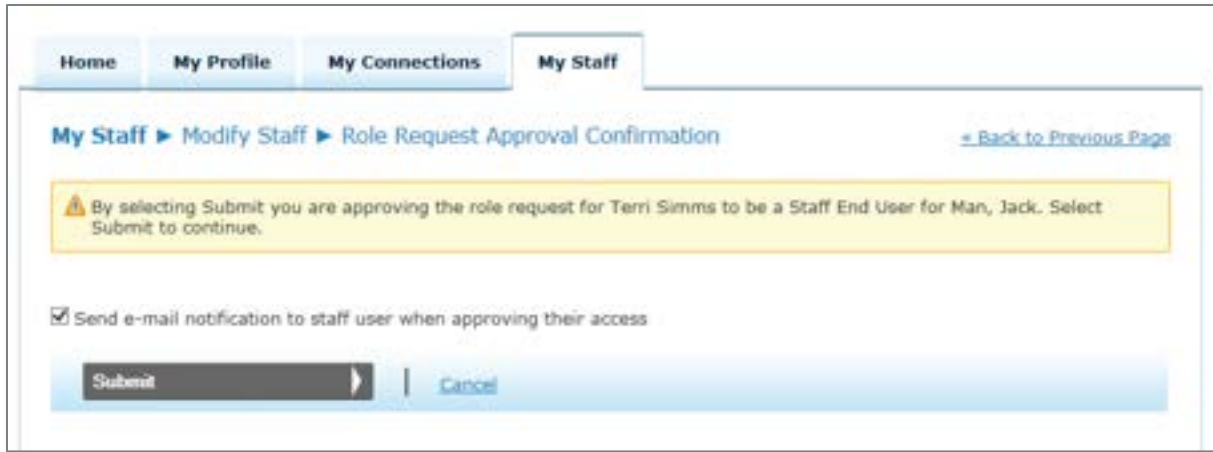 Home My Profile My Connections My Staff
My Staff ► Modify Staff ► Role Request Approval Confirmation « Back to Previous Page
By selecting Submit you are approving the role request for Terri Simms to be a Staff End User for Man, Jack. Select
Submit to continue.
Send e-mail notification to staff user when approving their access
Submit | Cancel